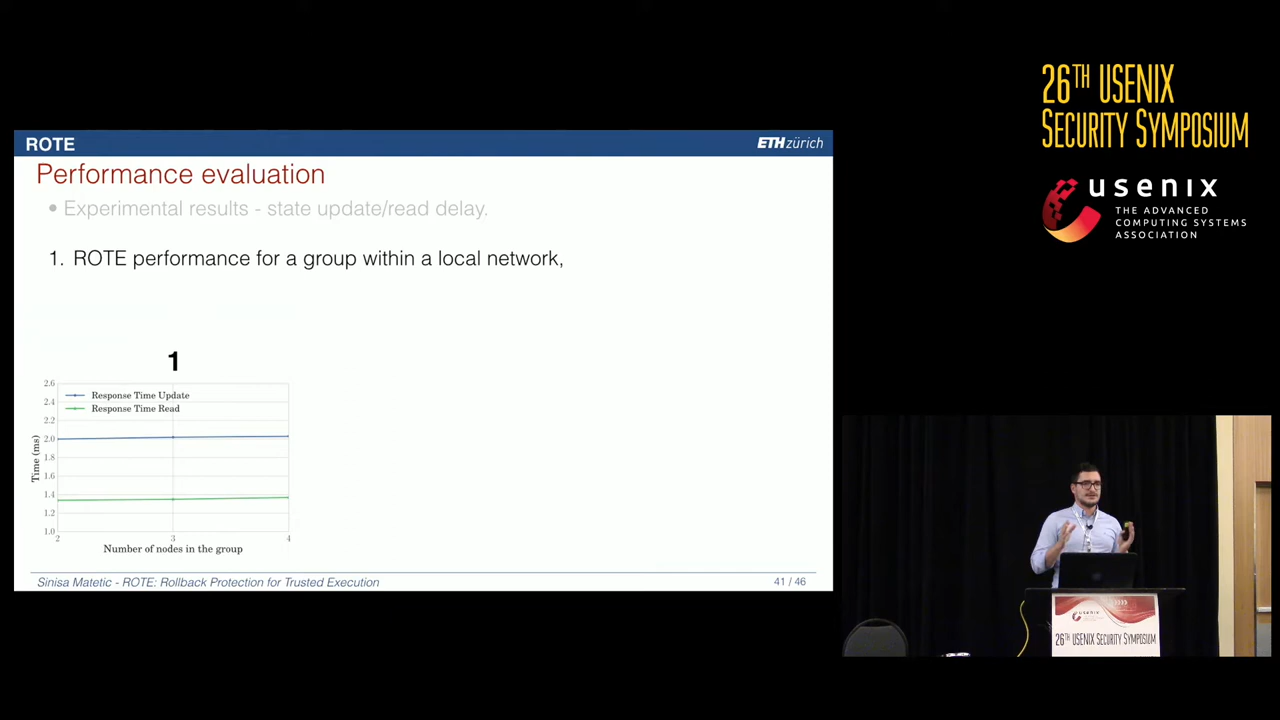 ROTE
ETH zürich
Performance evaluation
• Experimental results - state update/read delay.
1. ROTE performance for a group within a local network,
1
2.6
2.4
2.2
2.0
1.8
1.6
1.4
1.2
1.0
Time (ms)
Response Time Update
Response Time Read
2 3 4
Number of nodes in the group
Sinisa Matetic - ROTE: Rollback Protection for Trusted Execution
41 / 46
26TH USENIX
SECURITY SYMPOSIUM
usenix
THE ADVANCED
COMPUTING SYSTEMS
ASSOCIATION
usenix
26TH USENIX SECURITY SYMPOSIUM